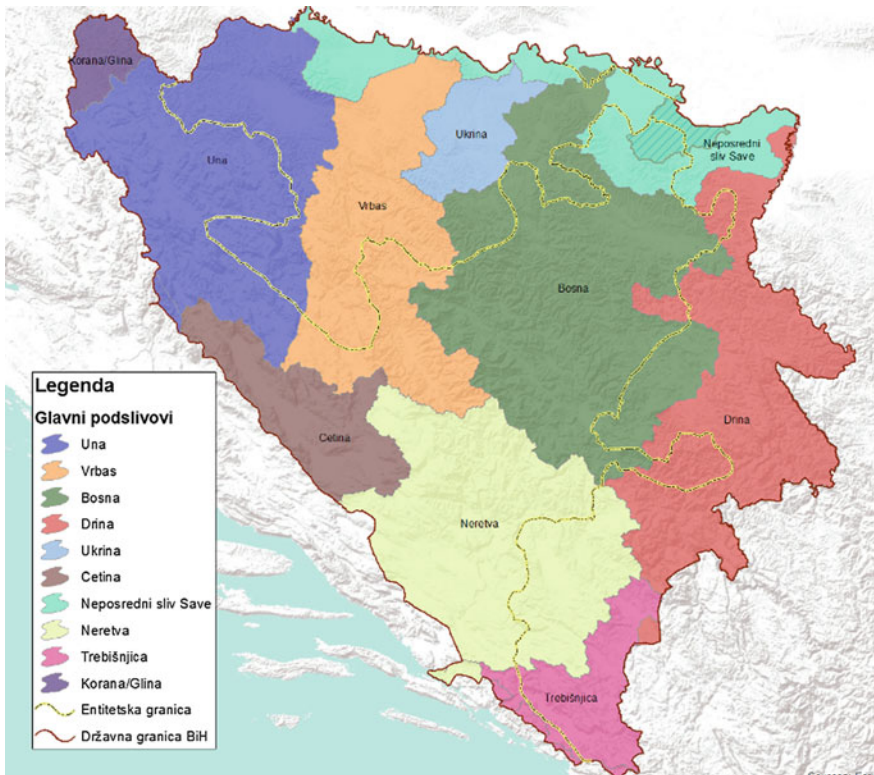 Korana/Glina
Una
Ukrina
Neposredni
sliv Save
Vrbas
Bosna
Cetina
Drina
Neretva
Trebišnjica
Legenda
Glavni podslivovi
Una
Vrbas
Bosna
Drina
Ukrina
Cetina
Neposredni sliv Save
Neretva
Trebišnjica
Korana/Glina
Entitetska granica
Državna granica BiH